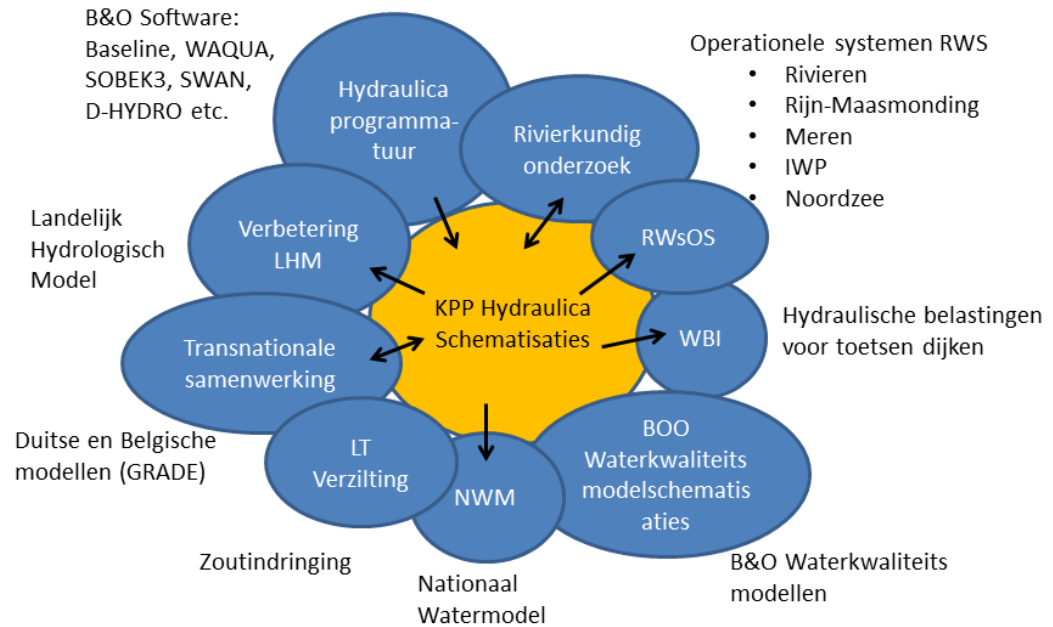 B&O Software:
Baseline, WAQUA,
SOBEK3, SWAN,
D-HYDRO etc.
Hydraulica
programma-
tuur
Rivierkundig
onderzoek
Operationele systemen RWS
• Rivieren
• Rijn-Maasmonding
• Meren
• IWP
• Noordzee
Landelijk
Hydrologisch
Model
Verbetering
LHM
RWsOS
KPP Hydraulica
Schematisaties
WBI
Hydraulische belastingen
voor toetsen dijken
Transnationale
samenwerking
Duitse en Belgische
modellen (GRADE)
LT
Verzilting
NWM
BOO
Waterkwaliteits
modelschematis
aties
Zoutindringing
Nationaal
Watermodel
B&O Waterkwaliteits
modellen